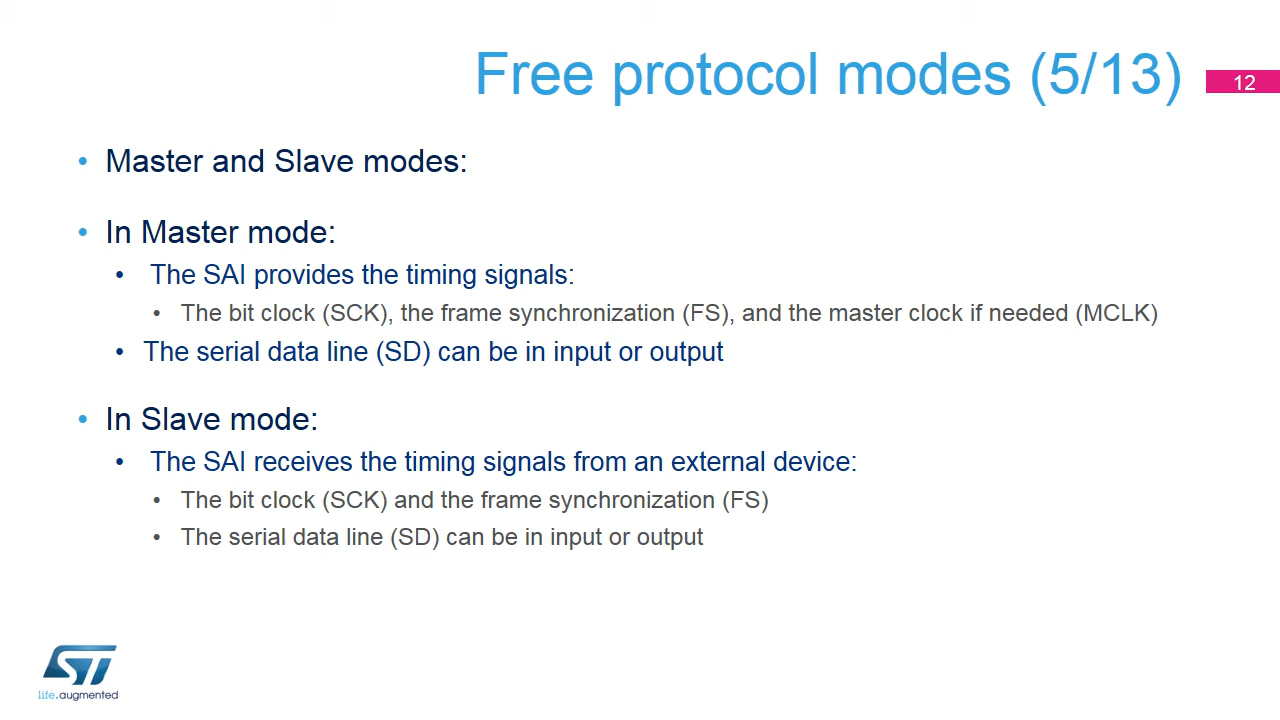 Free protocol modes (5/13)
12
• Master and Slave modes:
• In Master mode:
• The SAI provides the timing signals:
• The bit clock (SCK), the frame synchronization (FS), and the master clock if needed (MCLK)
• The serial data line (SD) can be in input or output
• In Slave mode:
• The SAI receives the timing signals from an external device:
• The bit clock (SCK) and the frame synchronization (FS)
• The serial data line (SD) can be in input or output
ST
life.augmented